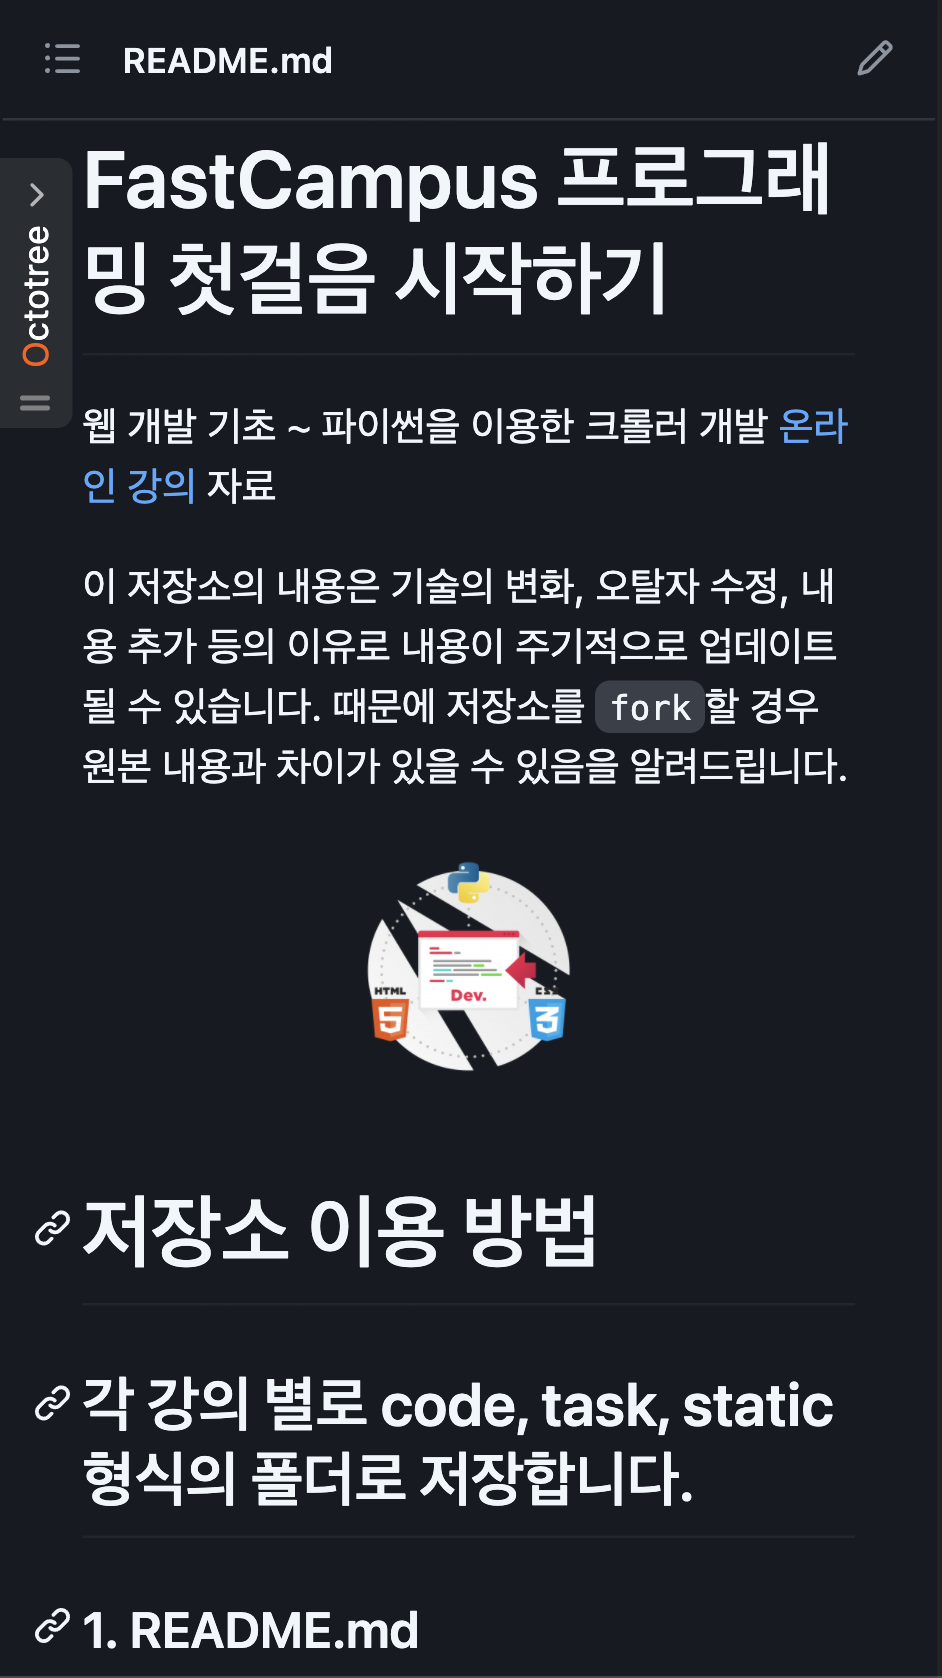 README.md
FastCampus 프로그래
밍 첫걸음 시작하기
Octotree
웹 개발 기초 ~ 파이썬을 이용한 크롤러 개발 온라
인 강의 자료
이 저장소의 내용은 기술의 변화, 오탈자 수정, 내
용 추가 등의 이유로 내용이 주기적으로 업데이트
될 수 있습니다. 때문에 저장소를 fork할 경우
원본 내용과 차이가 있을 수 있음을 알려드립니다.
Dev.
HTML
5
3
저장소 이용 방법
각 강의 별로 code, task, static
형식의 폴더로 저장합니다.
1. README.md